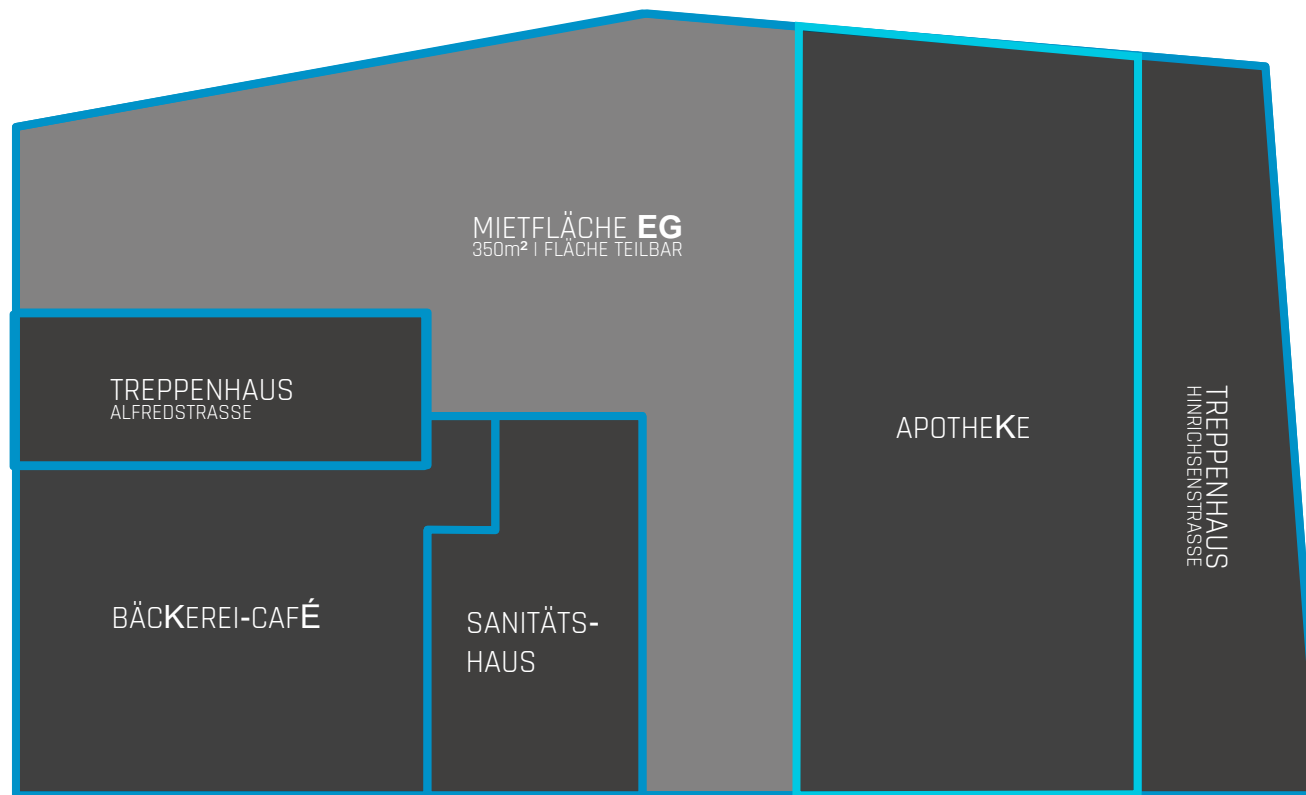 MIETFLÄCHE EG
350m² | FLÄCHE TEILBAR
TREPPENHAUS
ALFREDSTRASSE
APOTHEKE
TREPPENHAUS
HINRICHSENSTRASSE
BÄCKEREI-CAFÉ
SANITÄTS-
HAUS